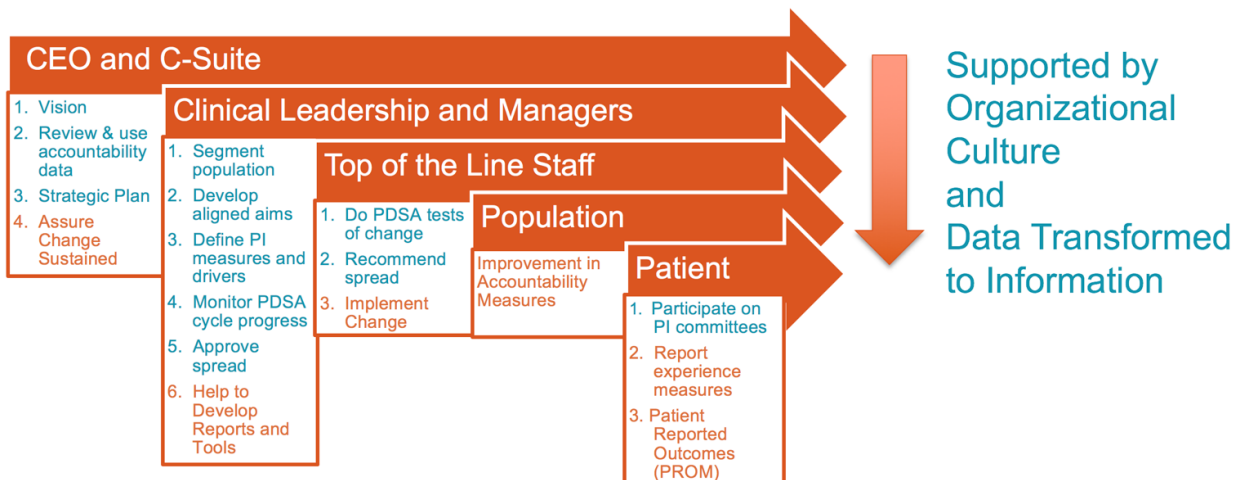 CEO and C-Suite
1. Vision
2. Review & use
accountability
data
3. Strategic Plan
4. Assure
Change
Sustained
Clinical Leadership and Managers
1. Segment
population
2. Develop
aligned aims
3. Define PI
measures and
drivers
4. Monitor PDSA
cycle progress
5. Approve
spread
6. Help to
Develop
Reports and
Tools
Top of the Line Staff
1. Do PDSA tests
of change
2. Recommend
spread
3. Implement
Change
Population
Improvement in
Accountability
Measures
Patient
1. Participate on
PI committees
2. Report
experience
measures
3. Patient
Reported
Outcomes
(PROM)
Supported by
Organizational
Culture
and
Data Transformed
to Information